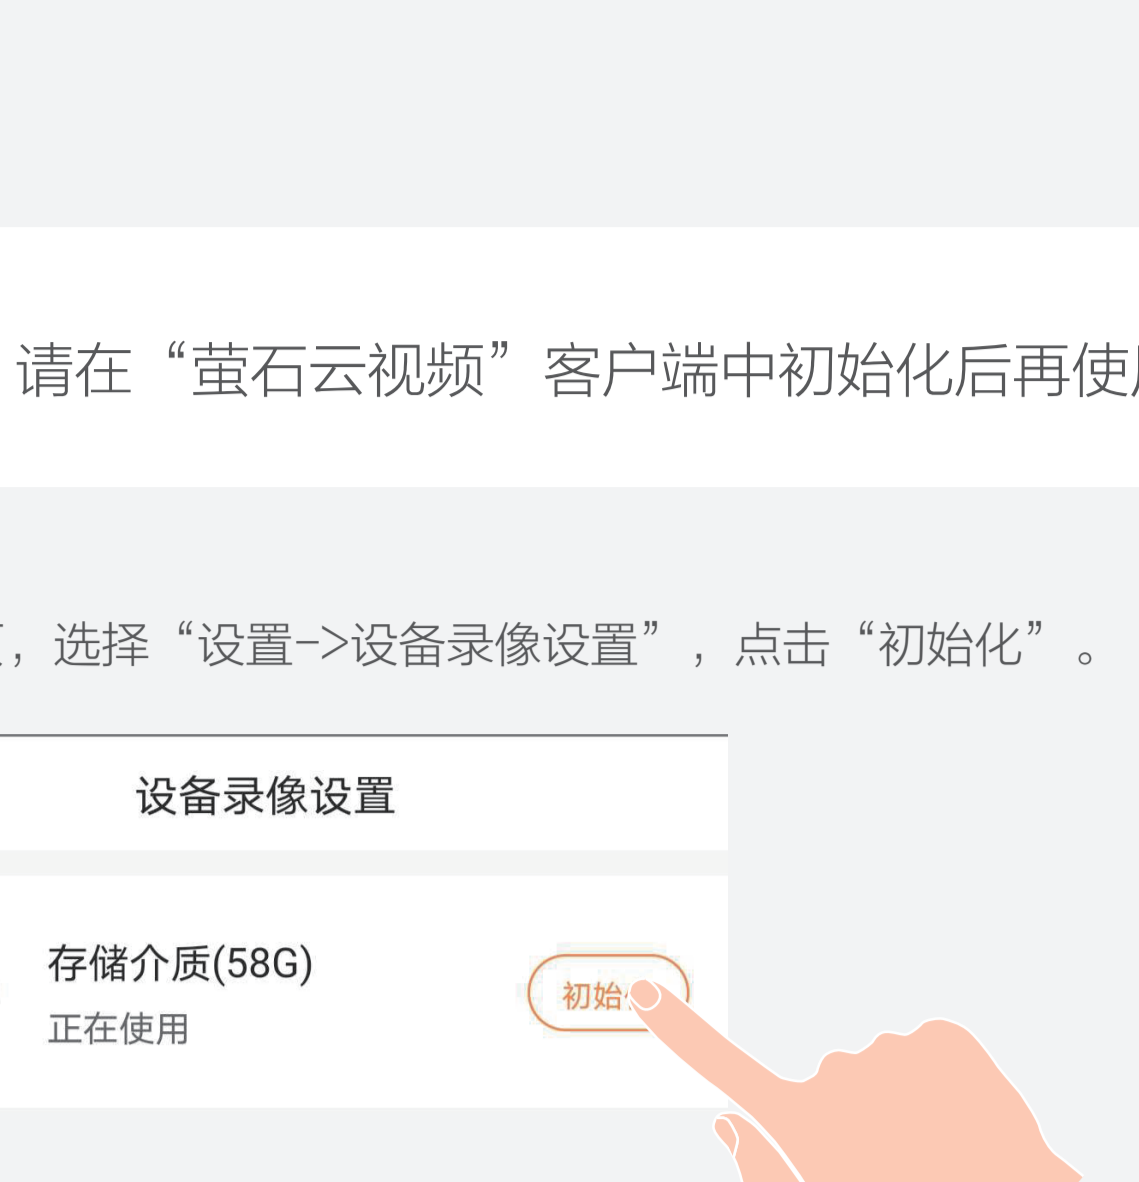 请在“萤石云视频”客户端中初始化后再使
，选择“设置->设备录像设置”，点击“初始化”。
设备录像设置
存储介质(58G)
初始
正在使用